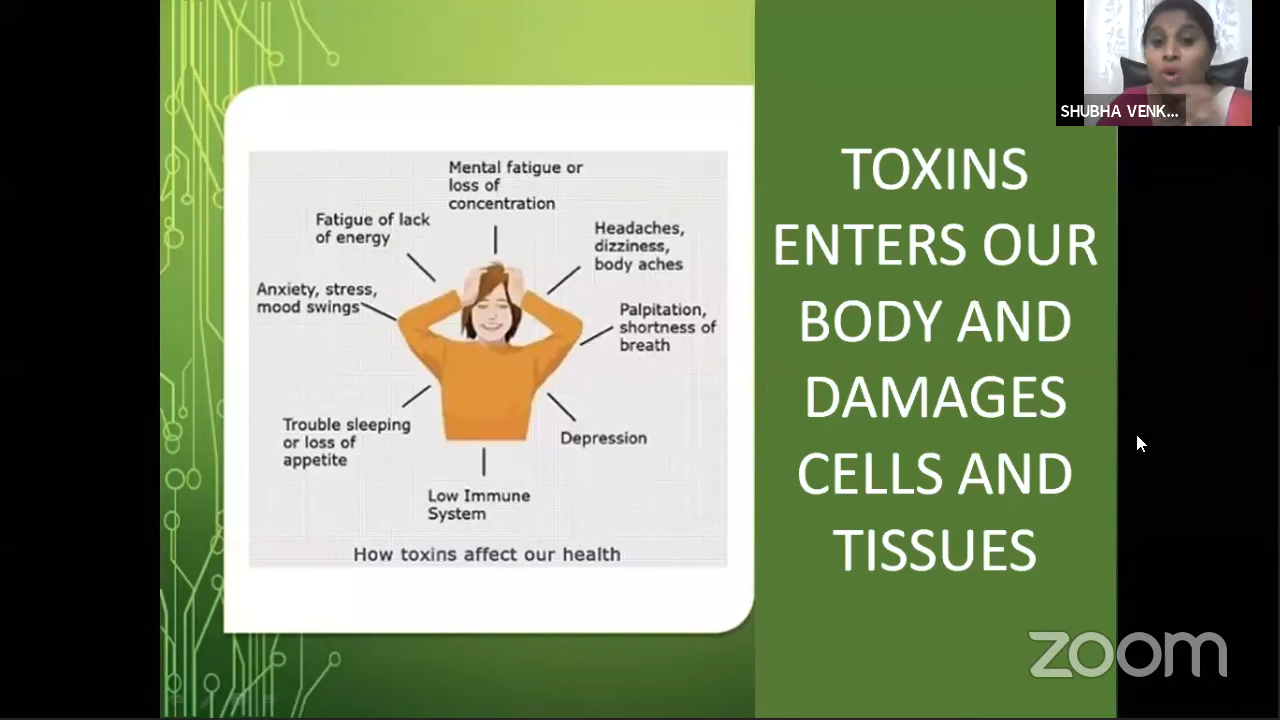 Mental fatigue or
loss of
concentration
Fatigue of lack
of energy
Headaches,
dizziness,
body aches
Anxiety, stress,
mood swings
Palpitation,
shortness of
breath
Trouble sleeping
or loss of
appetite
Depression
Low Immune
System
How toxins affect our health
TOXINS
ENTERS OUR
BODY AND
DAMAGES
CELLS AND
TISSUES
SHUBHA VENK...
zoom